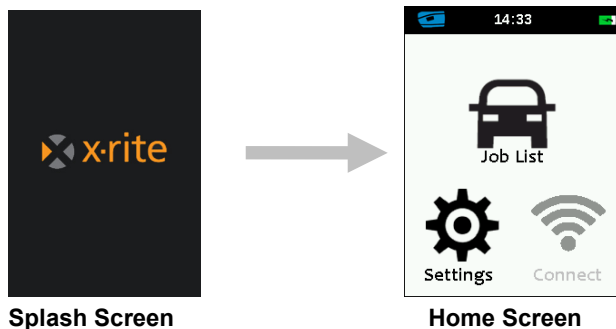 x·rite
14:33
Job List
Settings
Connect
Splash Screen
Home Screen